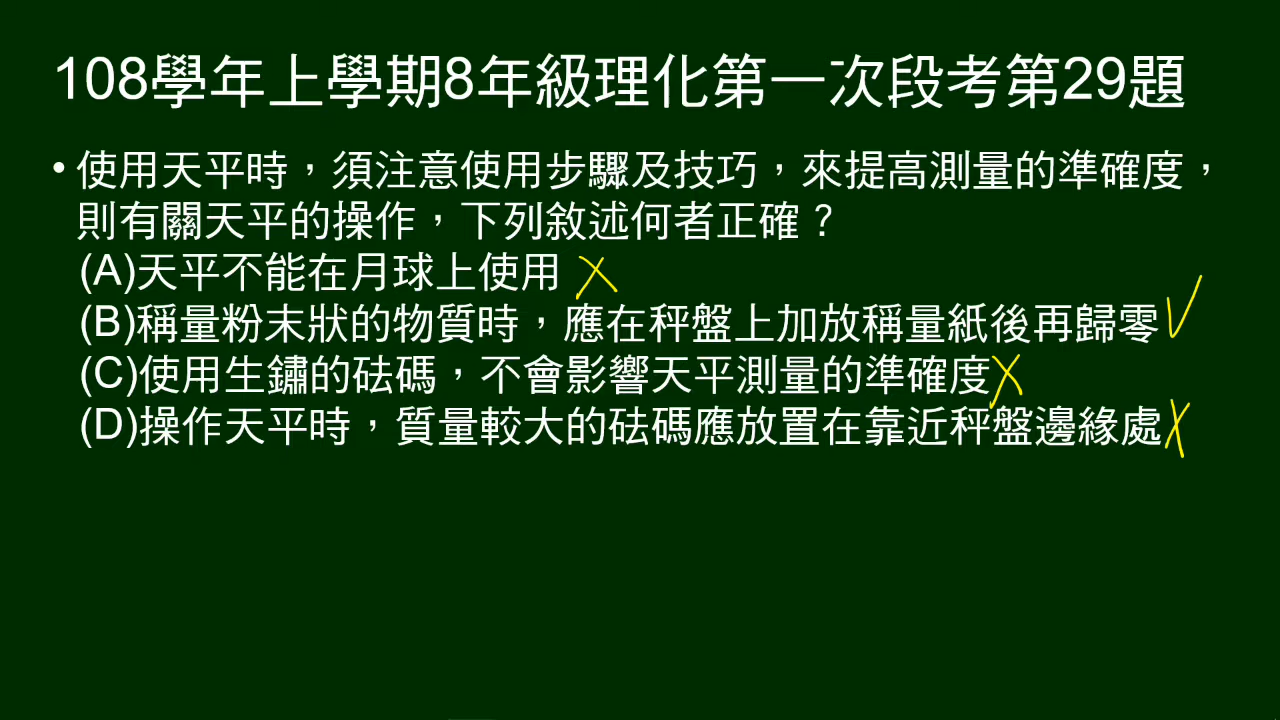 108學年上學期8年級理化第一次段考第29題
• 使用天平時，須注意使用步驟及技巧，來提高測量的準確度，
則有關天平的操作，下列敘述何者正確？
(A)天平不能在月球上使用
(B)稱量粉末狀的物質時，應在秤盤上加放稱量紙後再歸零
(C)使用生鏽的砝碼，不會影響天平測量的準確度
(D)操作天平時，質量較大的砝碼應放置在靠近秤盤邊緣處